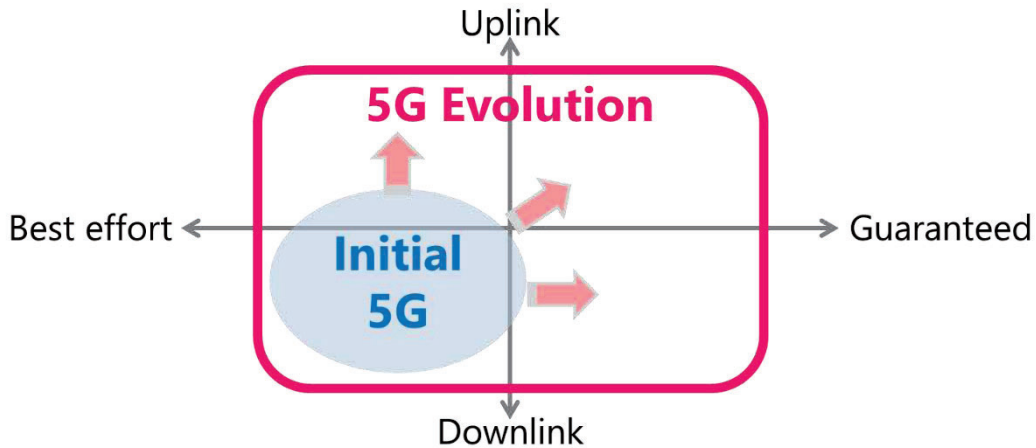 Uplink
5G Evolution
Best effort
Guaranteed
Initial
5G
Downlink